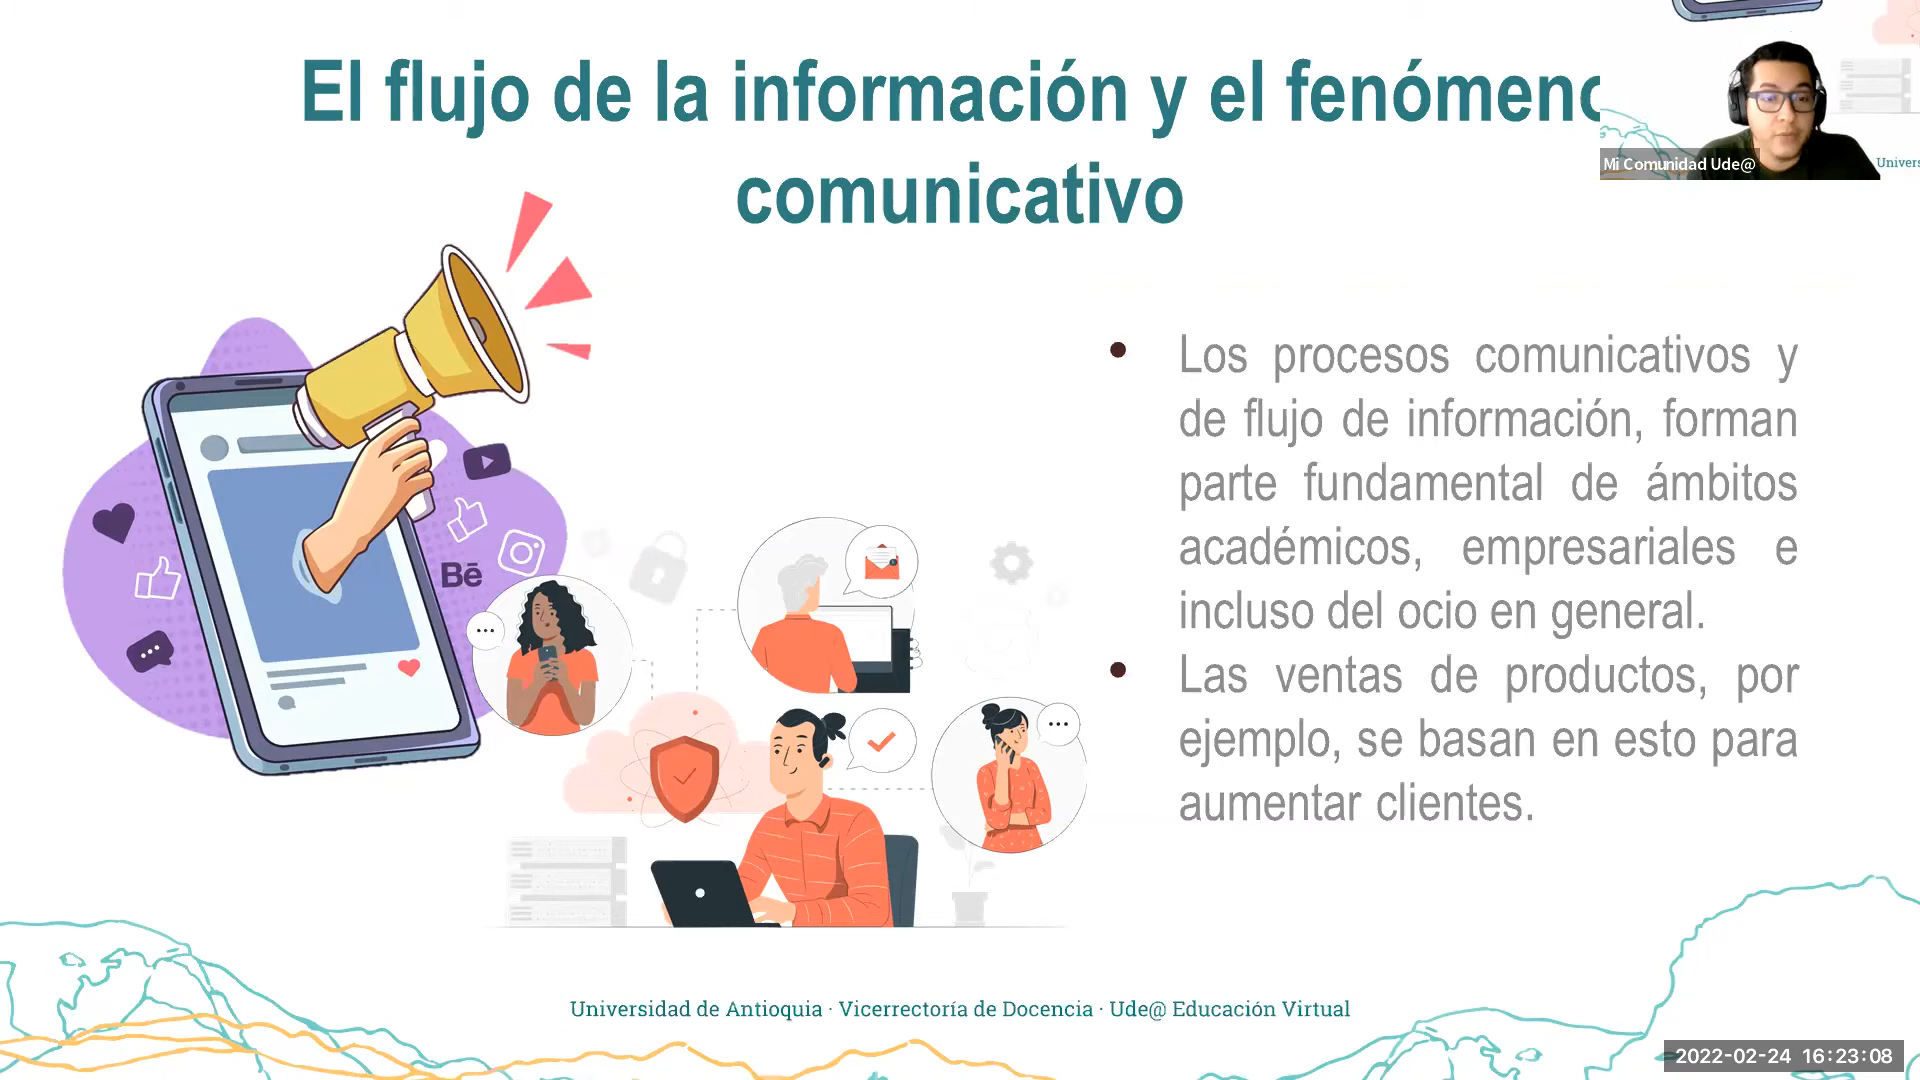 El flujo de la información y el fenómeno
comunicativo
Mi Comunidad Ude@
Univers
Bē
Los procesos comunicativos y
de flujo de información, forman
parte fundamental de ámbitos
académicos, empresariales e
incluso del ocio en general.
Las ventas de productos, por
ejemplo, se basan en esto para
aumentar clientes.
Universidad de Antioquia · Vicerrectoría de Docencia · Ude@ Educación Virtual
2022-02-24 16:23:08